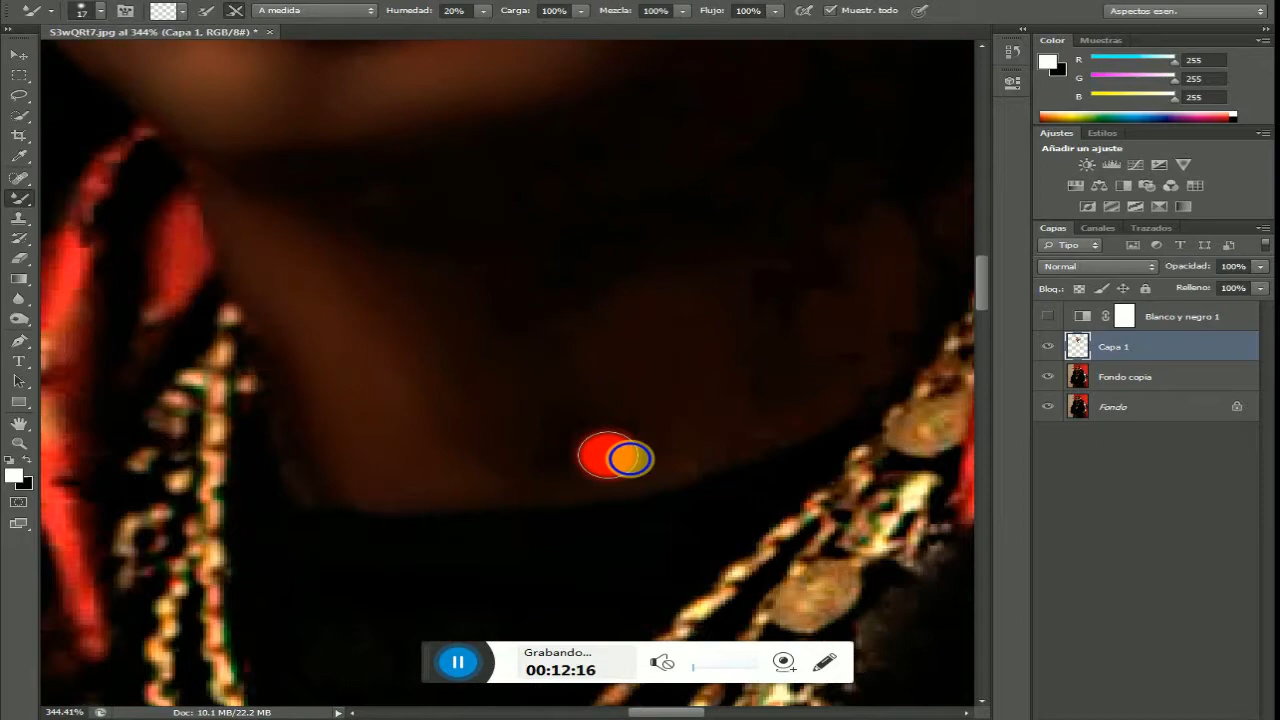 17
A medida
Humedad: 20%
Carga: 100%
Mezcla: 100%
Flujo: 100%
Muestr. todo
Aspectos esen.
S3wQRt7.jpg al 344% (Capa 1, RGB/8#) *
Color
Muestras
R 255
G 255
B 255
Ajustes
Estilos
Añadir un ajuste
Capas
Canales
Trazados
Tipo
Normal
Opacidad: 100%
Bloq.:
Relleno: 100%
Blanco y negro 1
Capa 1
Fondo copia
Fondo
Grabando...
00:12:16
344.41%
Doc: 10.1 MB/22.2 MB